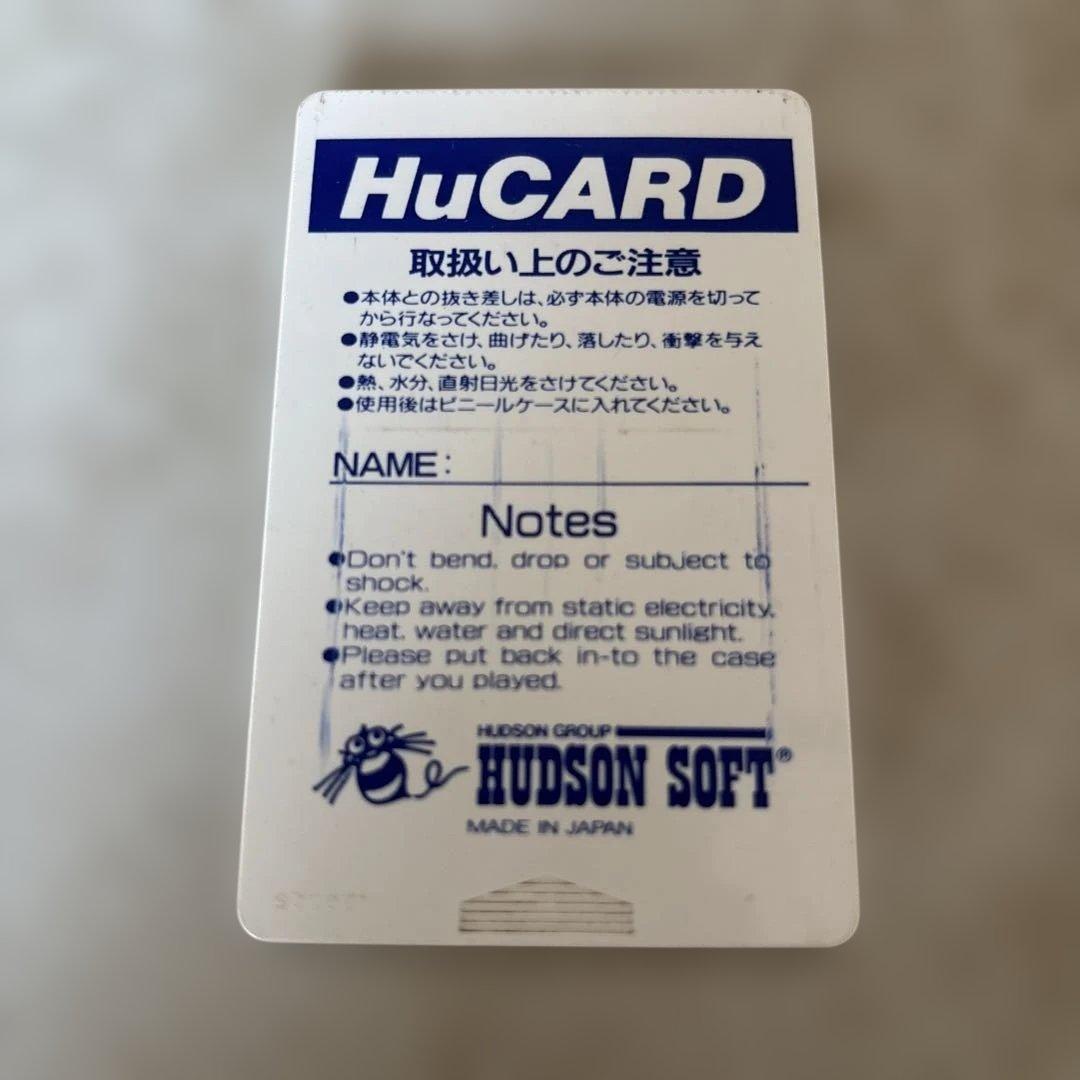 HuCARD
取扱い上のご注意
●本体との抜き差しは、必ず本体の電源を切って
から行なってください。
●静電気をさけ、曲げたり、落したり、衝撃を与え
ないでください。
●熱、水分、直射日光をさけてください。
●使用後はビニールケースに入れてください。
NAME:
Notes
●Don't bend, drop or subject to
shock.
●Keep away from static electricity,
heat, water and direct sunlight.
●Please put back in-to the case
after you played.
HUDSON GROUP
HUDSON SOFT®
MADE IN JAPAN